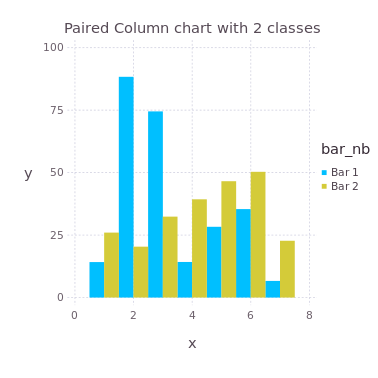 Paired Column chart with 2 classes
100
75
50
25
0
y
0 2 4 6 8
x
bar_nb
Bar 1
Bar 2